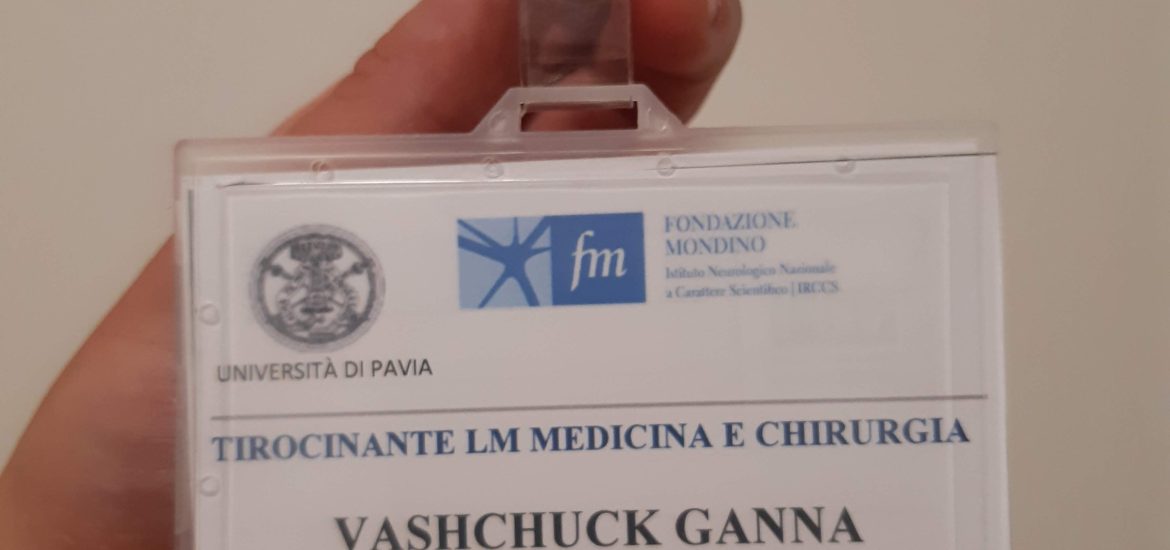 fm
FONDAZIONE
MONDINO
Istituto Neurologico Nazionale
a Carattere Scientifico | IRCCS
UNIVERSITÀ DI PAVIA
TIROCINANTE LM MEDICINA E CHIRURGIA
VASHCHUCK GANNA